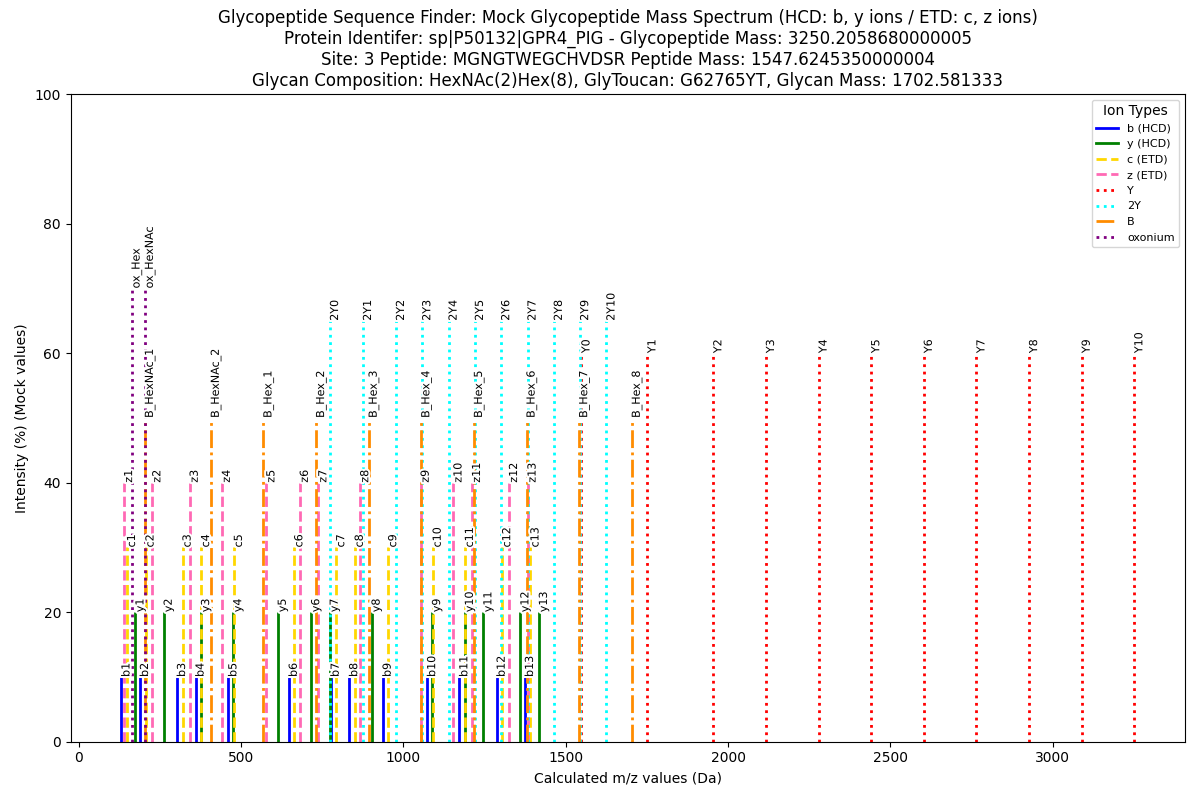 Glycopeptide Sequence Finder: Mock Glycopeptide Mass Spectrum (HCD: b, y ions / ETD: c, z ions)
Protein Identifer: sp|P50132|GPR4_PIG - Glycopeptide Mass: 3250.2058680000005
Site: 3 Peptide: MGNGTWEGCHVDSR Peptide Mass: 1547.6245350000004
Glycan Composition: HexNAc(2)Hex(8), GlyToucan: G62765YT, Glycan Mass: 1702.581333
Ion Types
b (HCD)
y (HCD)
c (ETD)
z (ETD)
Y
2Y
B
oxonium
Intensity (%) (Mock values)
100
80
60
40
20
0
ox_Hex ox_HexNAc
2Y0 2Y1 2Y2 2Y3 2Y4 2Y5 2Y6 2Y7 2Y8 2Y9 2Y10
Y0 Y1 Y2 Y3 Y4 Y5 Y6 Y7 Y8 Y9 Y10
B_HexNAc_1 B_HexNAc_2 B_Hex_1 B_Hex_2 B_Hex_3 B_Hex_4 B_Hex_5 B_Hex_6 B_Hex_7 B_Hex_8
z1 z2 z3 z4 z5 z6 z7 z8 z9 z10 z11 z12 z13
c1 c2 c3 c4 c5 c6 c7 c8 c9 c10 c11 c12 c13
y1 y2 y3 y4 y5 y6 y7 y8 y9 y10 y11 y12 y13
b1 b2 b3 b4 b5 b6 b7 b8 b9 b10 b11 b12 b13
0 500 1000 1500 2000 2500 3000
Calculated m/z values (Da)